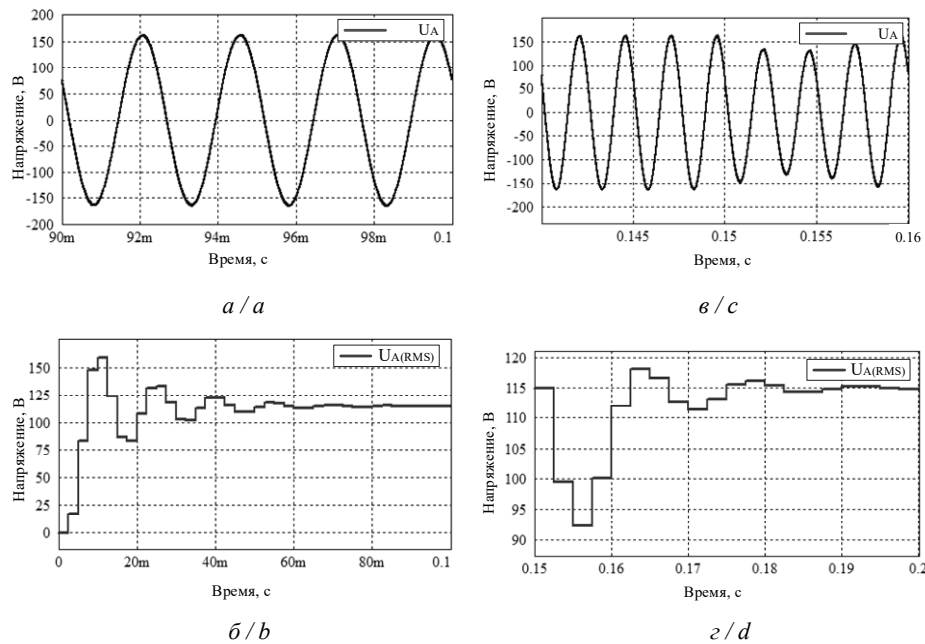 200
150
100
50
0
-50
-100
-150
-200
Напряжение, В
UA
90m 92m 94m 96m 98m 0.1
Время, с
а / a
150
100
50
0
-50
-100
-150
-200
Напряжение, В
UA
0.145 0.15 0.155 0.16
Время, с
в / c
150
125
100
75
50
25
0
Напряжение, В
UA(RMS)
0 20m 40m 60m 80m 0.1
Время, с
б / b
120
115
110
105
100
95
90
Напряжение, В
UA(RMS)
0.15 0.16 0.17 0.18 0.19 0.2
Время, с
г / d